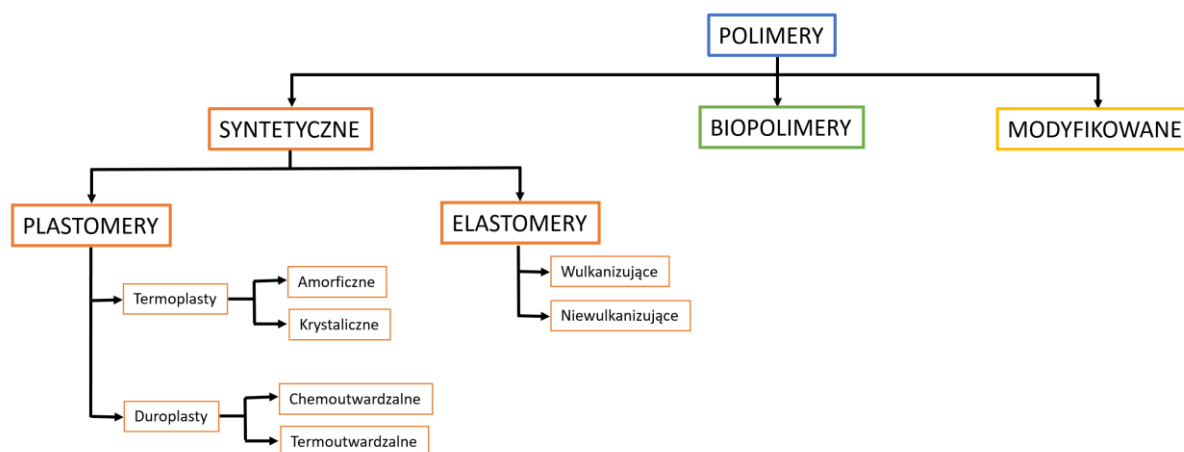 POLIMERY
SYNTETYCZNE
BIOPOLIMERY
MODYFIKOWANE
PLASTOMERY
ELASTOMERY
Wulkanizujące
Niewulkanizujące
Termoplasty
Amorficzne
Krystaliczne
Duroplasty
Chemoutwardzalne
Termoutwardzalne